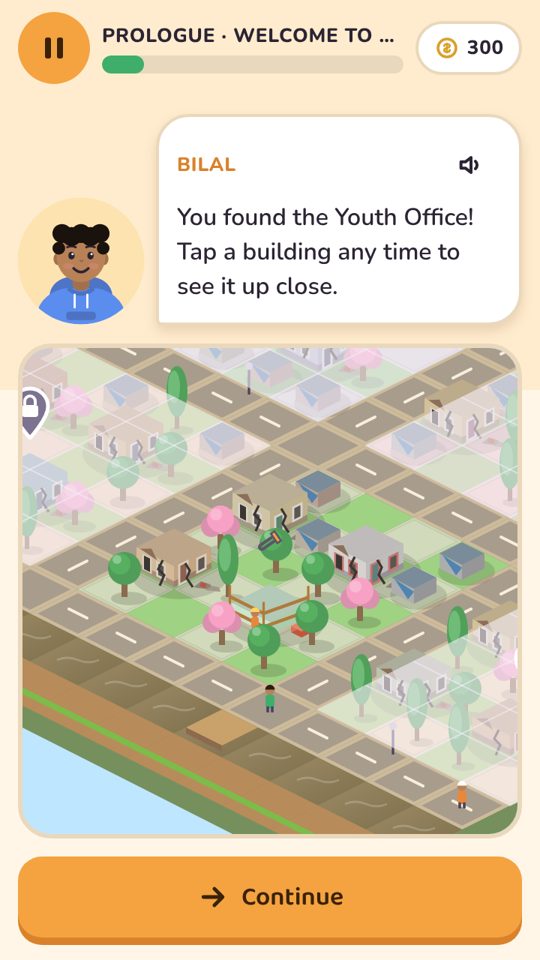 PROLOGUE · WELCOME TO ...
300
BILAL
You found the Youth Office!
Tap a building any time to
see it up close.
Continue